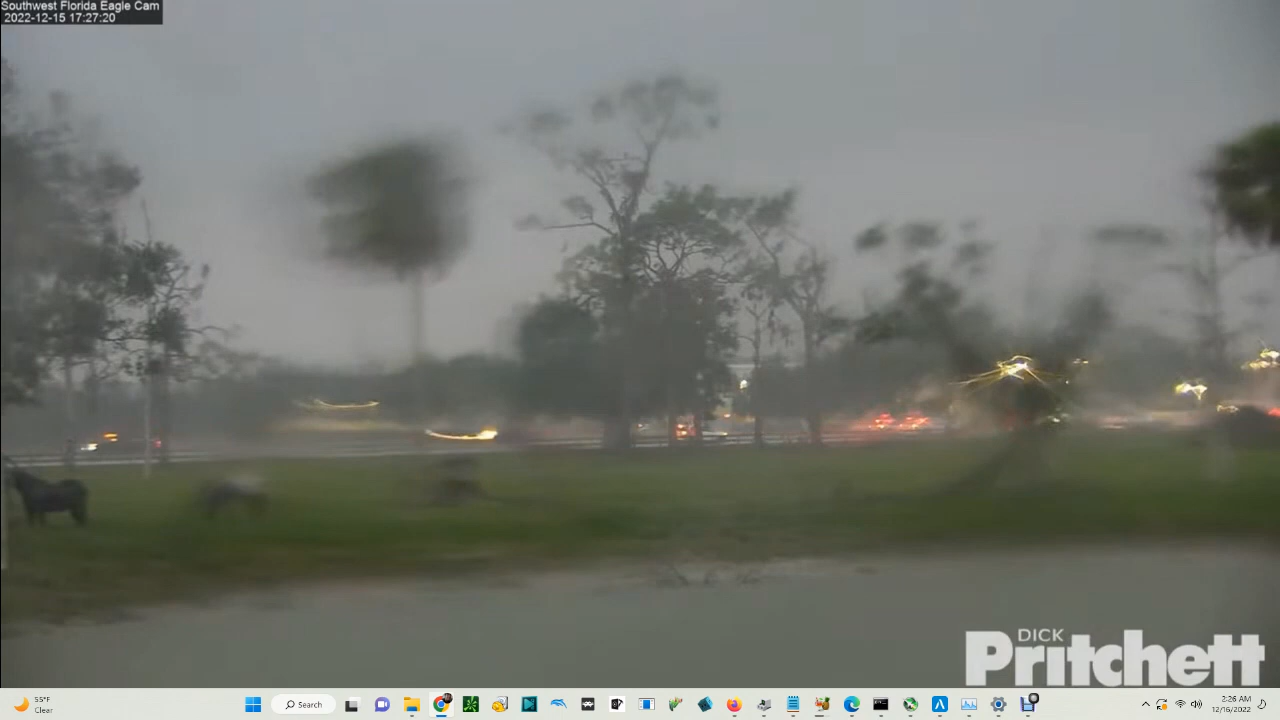 Southwest Florida Eagle Cam
2022-12-15 17:27:20
DICK
Pritchett
55°F
Clear
Search
2:26 AM
12/16/2022